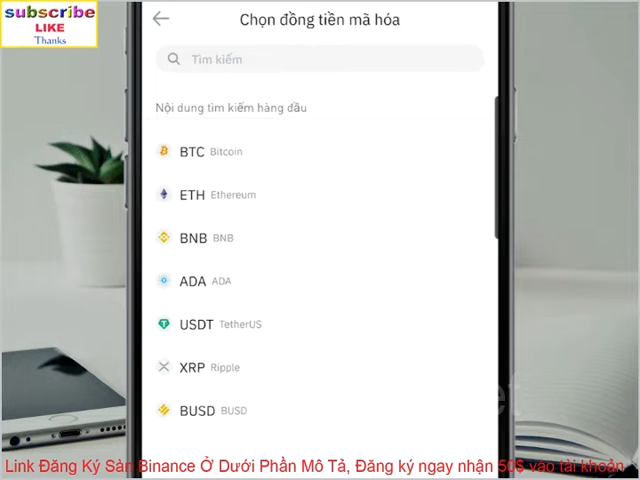 subscribe
LIKE
Thanks
Chọn đồng tiền mã hóa
Tìm kiếm
Nội dung tìm kiếm hàng đầu
BTC Bitcoin
ETH Ethereum
BNB BNB
ADA ADA
USDT TetherUS
XRP Ripple
BUSD BUSD
Link Đăng Ký Sàn Binance Ở Dưới Phần Mô Tả, Đăng ký ngay nhận 50$ vào tài khoản